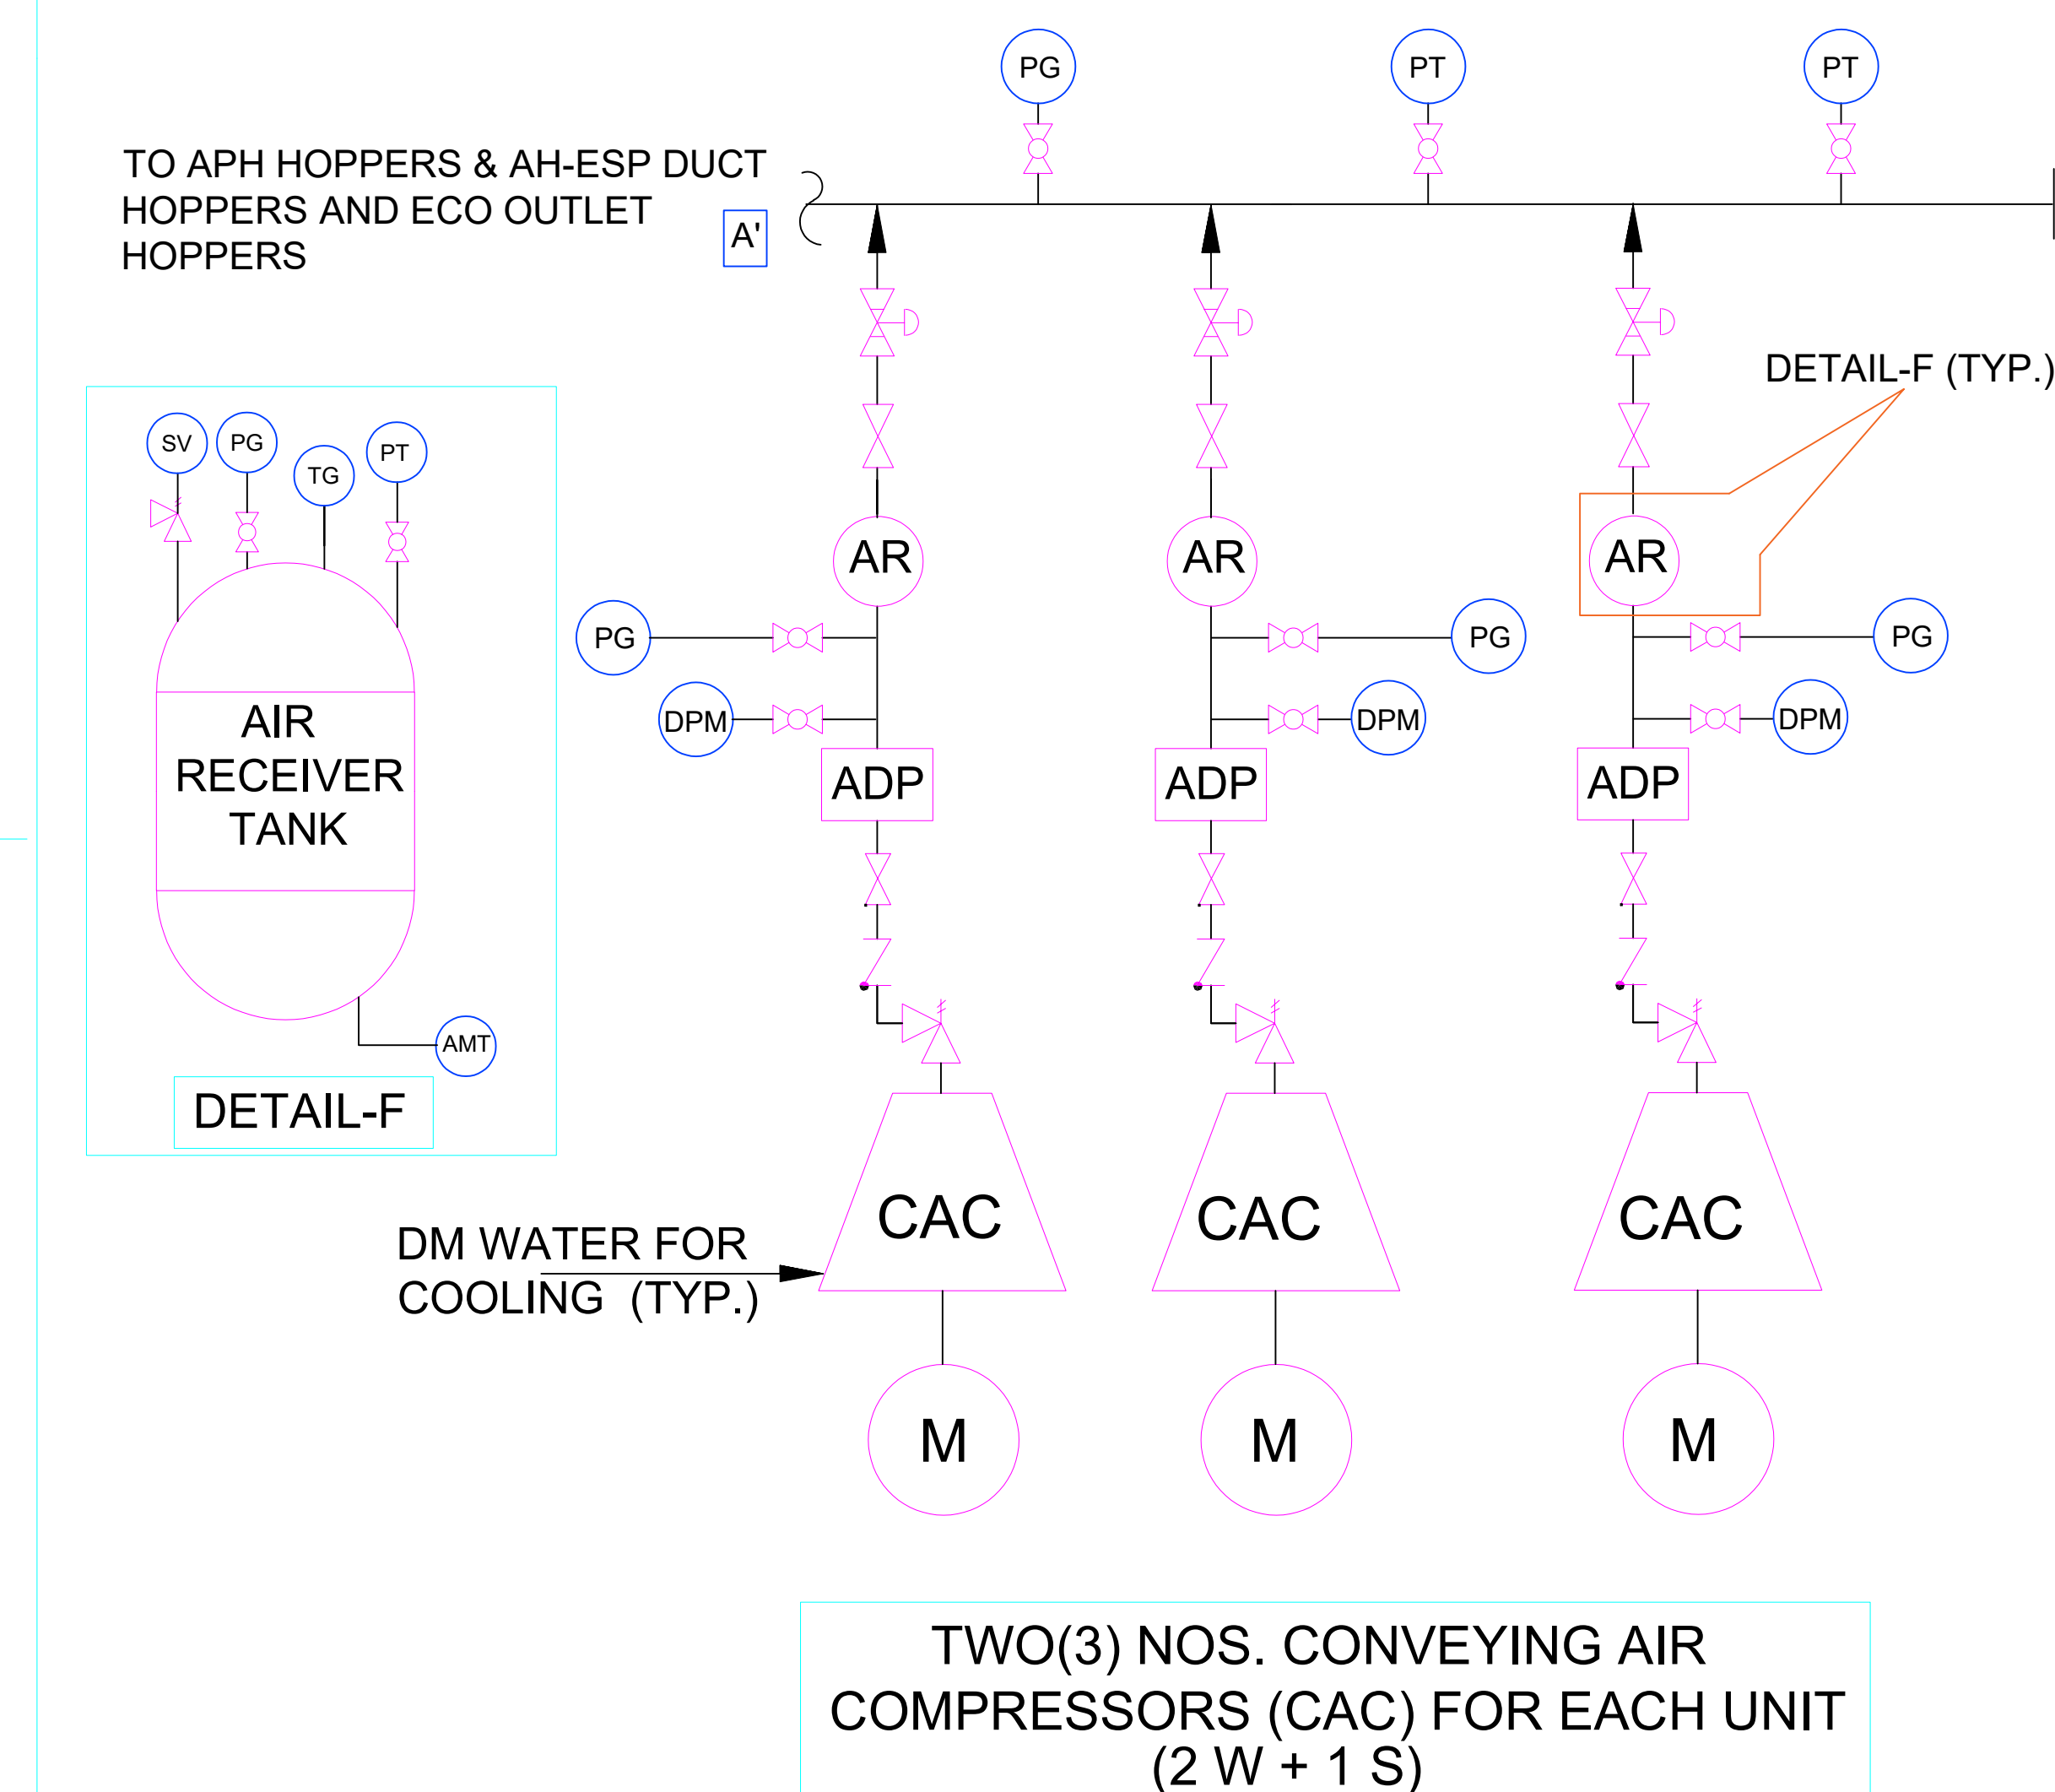 PG
PT
PT
TO APH HOPPERS & AH-ESP DUCT
HOPPERS AND ECO OUTLET
HOPPERS
A'
DETAIL-F (TYP.)
SV
PG
TG
PT
AR
AR
AR
PG
PG
PG
DPM
DPM
DPM
AIR
RECEIVER
TANK
ADP
ADP
ADP
AMT
DETAIL-F
CAC
CAC
CAC
DM WATER FOR
COOLING (TYP.)
M
M
M
TWO(3) NOS. CONVEYING AIR
COMPRESSORS (CAC) FOR EACH UNIT
(2 W + 1 S)